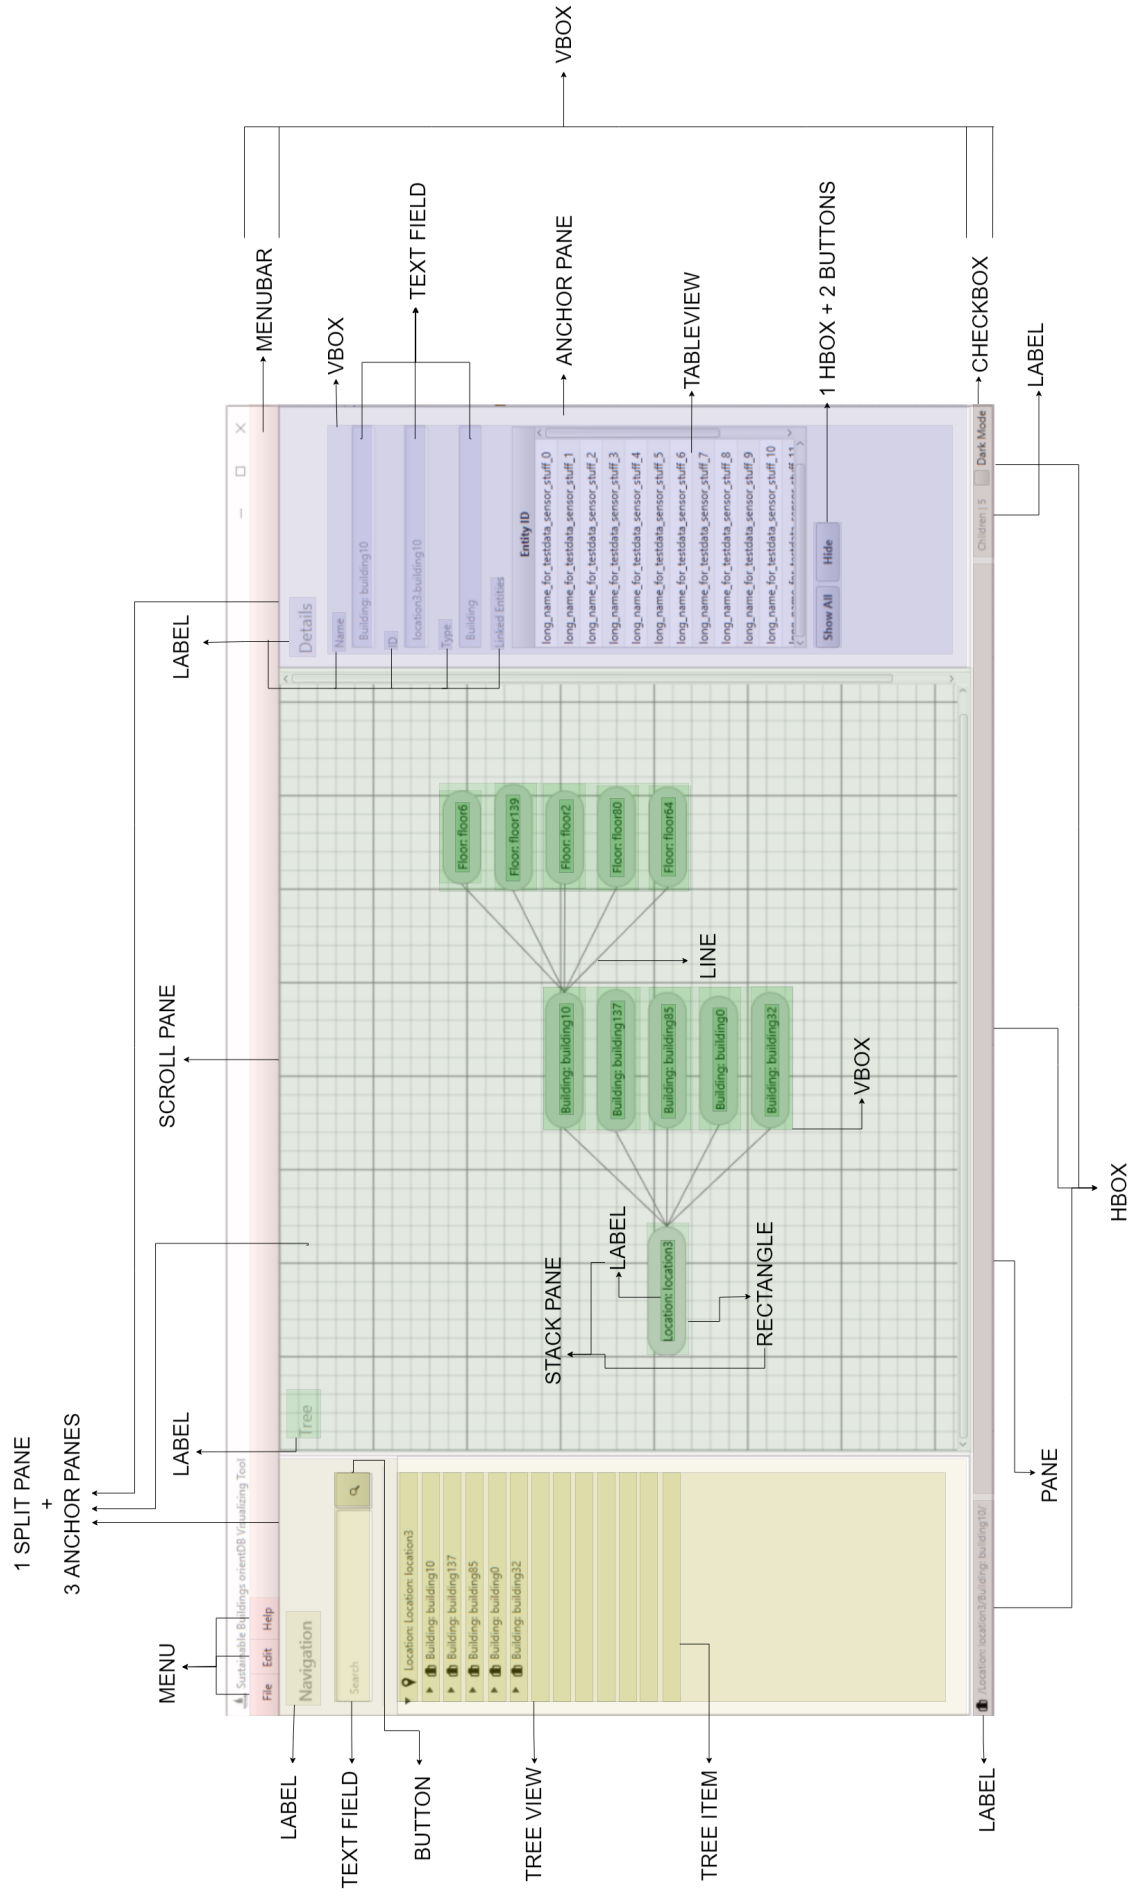 1 SPLIT PANE
+
3 ANCHOR PANES
MENU
LABEL
SCROLL PANE
LABEL
MENUBAR
VBOX
TEXT FIELD
VBOX
ANCHOR PANE
TABLEVIEW
1 HBOX + 2 BUTTONS
CHECKBOX
LABEL
Sustainable Buildings orientDB Visualizing Tool
File Edit Help
LABEL
Navigation
TEXT FIELD
Search
BUTTON
Location: Location: location3
Building: building10
Building: building137
Building: building85
Building: building0
Building: building32
TREE VIEW
TREE ITEM
Tree
STACK PANE
LABEL
Location: location3
RECTANGLE
Building: building10
Building: building137
Building: building85
Building: building0
Building: building32
VBOX
LINE
Floor: floor6
Floor: floor139
Floor: floor2
Floor: floor80
Floor: floor64
Details
Name
Building: building10
ID
location3.building10
Type
Building
Linked Entities
Entity ID
long_name_for_testdata_sensor_stuff_0
long_name_for_testdata_sensor_stuff_1
long_name_for_testdata_sensor_stuff_2
long_name_for_testdata_sensor_stuff_3
long_name_for_testdata_sensor_stuff_4
long_name_for_testdata_sensor_stuff_5
long_name_for_testdata_sensor_stuff_6
long_name_for_testdata_sensor_stuff_7
long_name_for_testdata_sensor_stuff_8
long_name_for_testdata_sensor_stuff_9
long_name_for_testdata_sensor_stuff_10
long_name_for_testdata_sensor_stuff_11
Show All Hide
/Location: location3/Building: building10/
Children | 5
Dark Mode
LABEL
PANE
HBOX